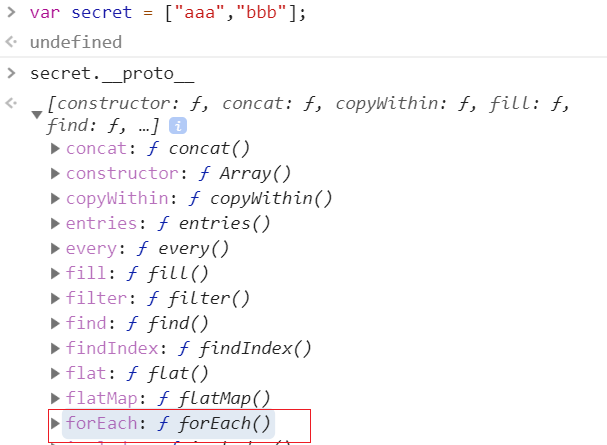 > var secret = ["aaa","bbb"];
undefined
> secret.__proto__
[constructor: ƒ, concat: ƒ, copyWithin: ƒ, fill: ƒ,
find: ƒ, …] i
concat: ƒ concat()
constructor: ƒ Array()
copyWithin: ƒ copyWithin()
entries: ƒ entries()
every: ƒ every()
fill: ƒ fill()
filter: ƒ filter()
find: ƒ find()
findIndex: ƒ findIndex()
flat: ƒ flat()
flatMap: ƒ flatMap()
forEach: ƒ forEach()